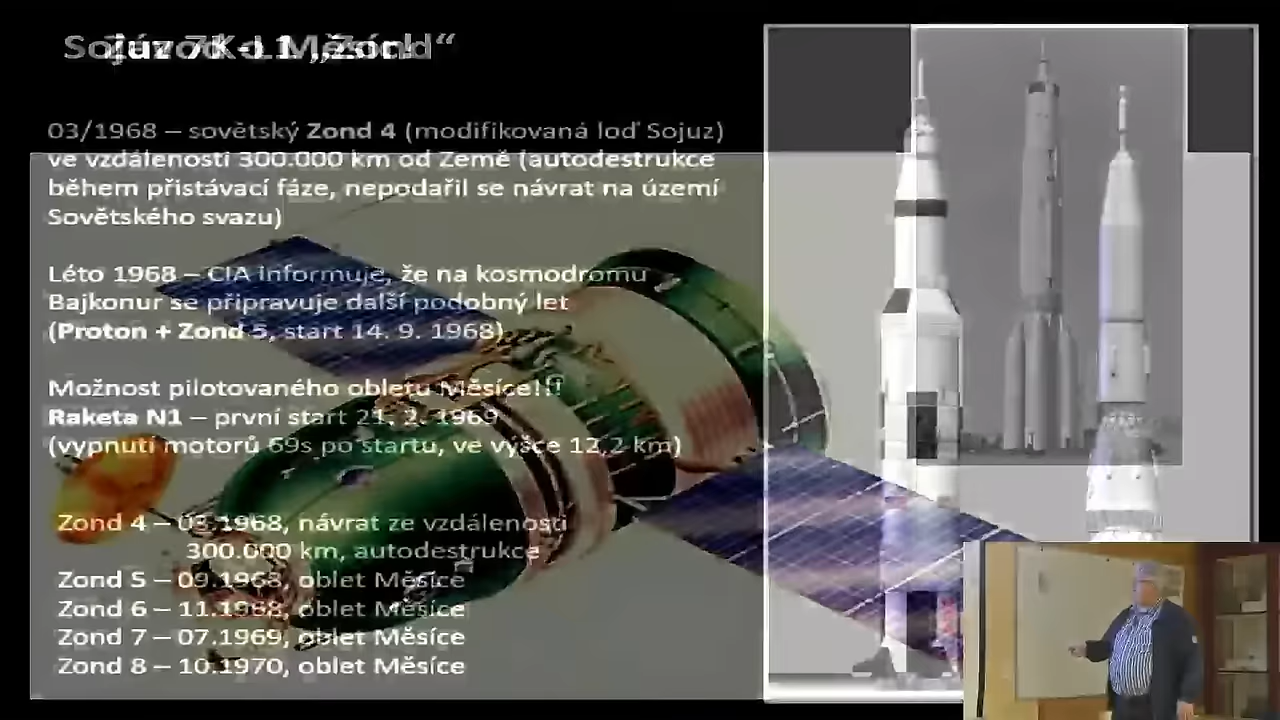 Sojuz 7K-L1 „Zond“
03/1968 – sovětský Zond 4 (modifikovaná loď Sojuz)
ve vzdálenosti 300.000 km od Země (autodestrukce
během přistávací fáze, nepodařil se návrat na území
Sovětského svazu)
Léto 1968 – CIA informuje, že na kosmodromu
Bajkonur se připravuje další podobný let
(Proton + Zond 5, start 14. 9. 1968)
Možnost pilotovaného obletu Měsíce!!!
Raketa N1 – první start 21. 2. 1969
(vypnutí motorů 69s po startu, ve výšce 12,2 km)
Zond 4 – 03.1968, návrat ze vzdálenosti
300.000 km, autodestrukce
Zond 5 – 09.1968, oblet Měsíce
Zond 6 – 11.1968, oblet Měsíce
Zond 7 – 07.1969, oblet Měsíce
Zond 8 – 10.1970, oblet Měsíce